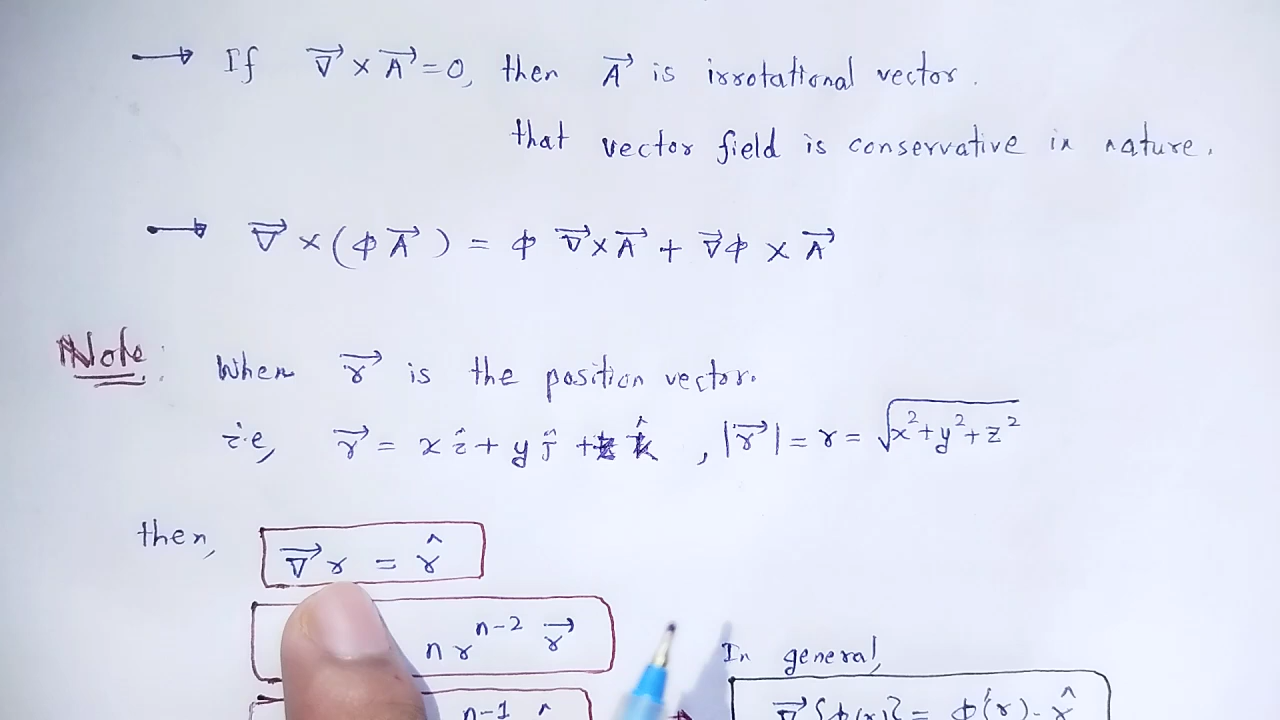 → If ∇⃗ × A⃗ = 0, then A⃗ is irrotational vector.
that vector field is conservative in nature.
→ ∇⃗ × (ϕ A⃗) = ϕ ∇⃗ × A⃗ + ∇⃗ϕ × A⃗
Note: When r⃗ is the position vector.
i.e, r⃗ = x î + y ĵ + z k̂ , |r⃗| = r = √(x² + y² + z²)
then, ∇⃗ r = r̂
n r^(n-2) r⃗
In general,
n-1
∇⃗ {ϕ(r)} = ϕ'(r) · r̂